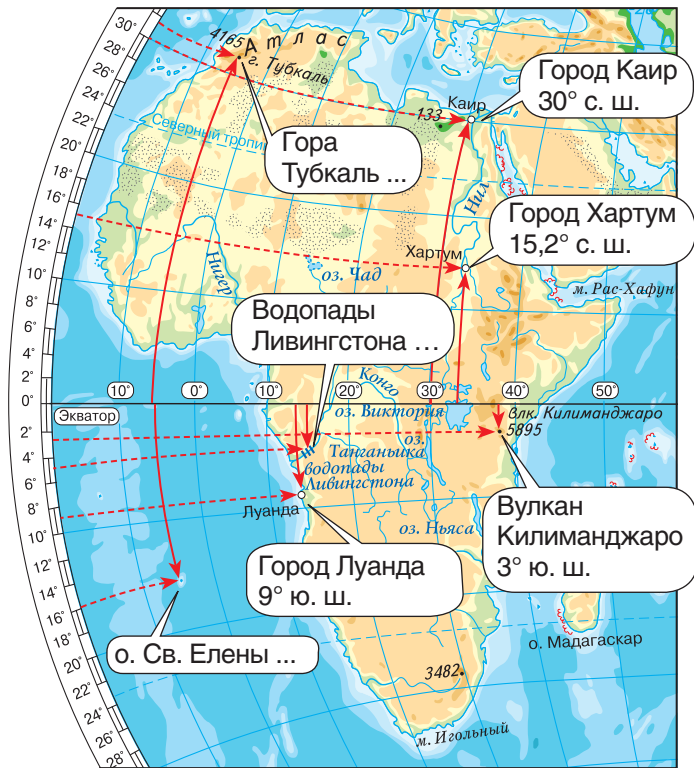 30°
28°
26°
24°
22°
20°
18°
16°
14°
12°
10°
8°
6°
4°
2°
0°
2°
4°
6°
8°
10°
12°
14°
16°
18°
20°
22°
24°
26°
28°
4165
Атлас
г. Тубкаль
Северный тропик
Гора
Тубкаль ...
133
Каир
Город Каир
30° с. ш.
Нил
Город Хартум
15,2° с. ш.
Хартум
м. Рас-Хафун
Нигер
оз. Чад
Водопады
Ливингстона ...
Конго
10°
0°
10°
20°
30°
40°
50°
Экватор
оз. Виктория
влк. Килиманджаро
5895
оз.
Танганьика
водопады
Ливингстона
Луанда
оз. Ньяса
Вулкан
Килиманджаро
3° ю. ш.
Город Луанда
9° ю. ш.
о. Св. Елены ...
о. Мадагаскар
3482
м. Игольный